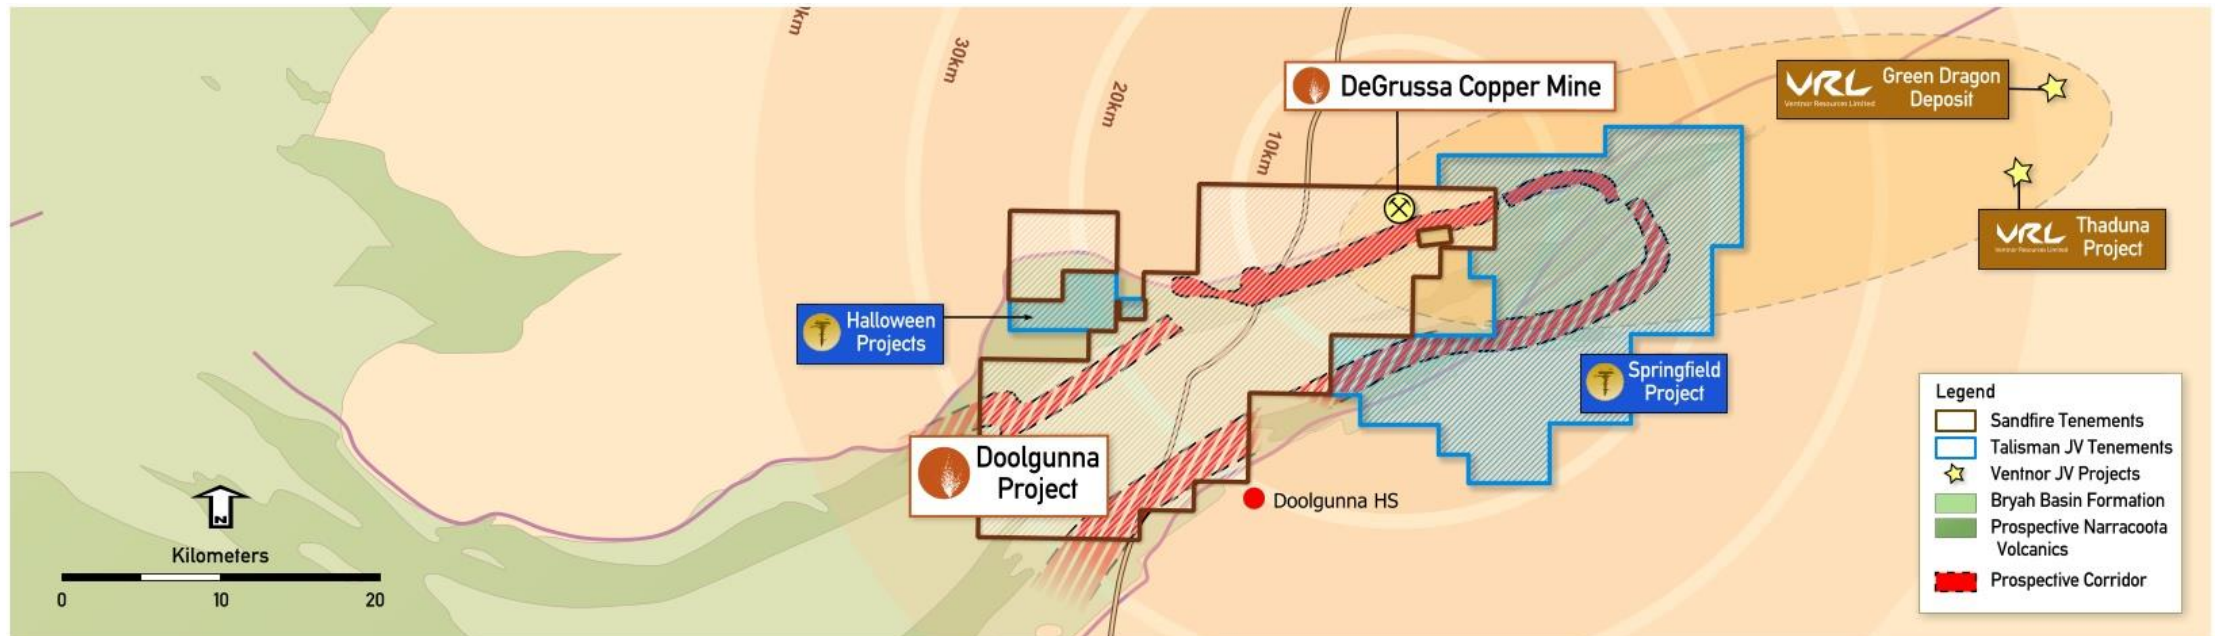 30km
20km
10km
DeGrussa Copper Mine
VRL
Ventnor Resources Limited
Green Dragon
Deposit
VRL
Ventnor Resources Limited
Thaduna
Project
Halloween
Projects
Springfield
Project
Doolgunna
Project
Doolgunna HS
N
Kilometers
0 10 20
Legend
Sandfire Tenements
Talisman JV Tenements
Ventnor JV Projects
Bryah Basin Formation
Prospective Narracoota
Volcanics
Prospective Corridor